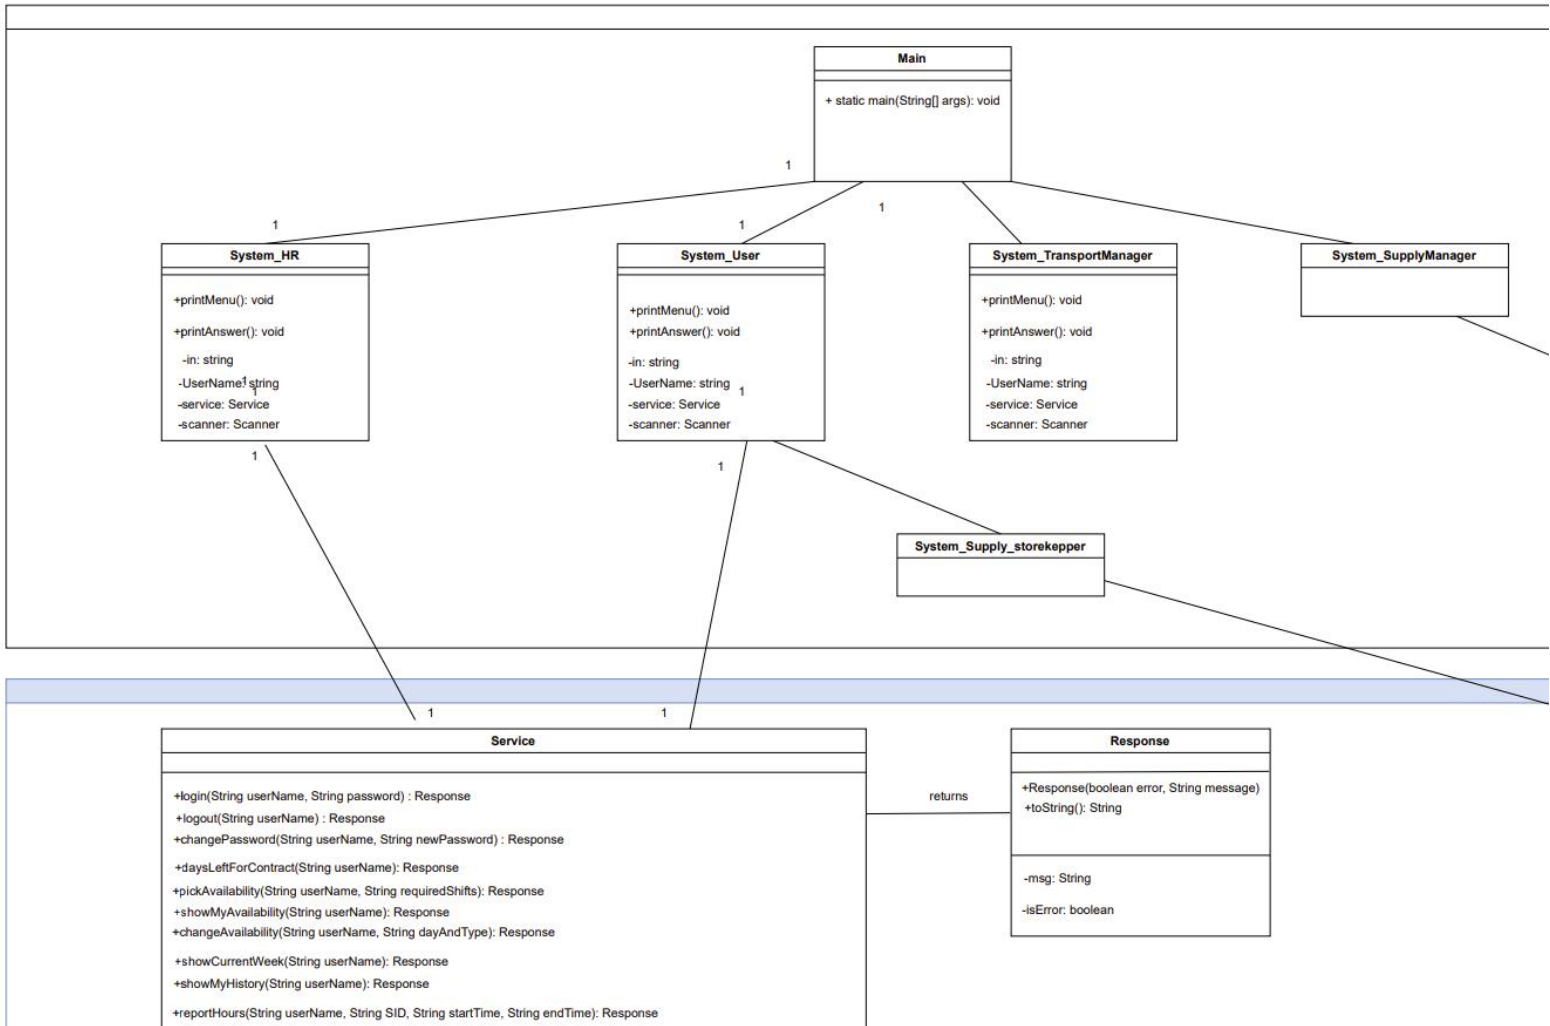 Main
+ static main(String[] args): void
1
1
1
1
System_HR
+printMenu(): void
+printAnswer(): void
-in: string
-UserName: string
1
1
-service: Service
-scanner: Scanner
1
System_User
+printMenu(): void
+printAnswer(): void
-in: string
-UserName: string
1
-service: Service
-scanner: Scanner
1
System_TransportManager
+printMenu(): void
+printAnswer(): void
-in: string
-UserName: string
-service: Service
-scanner: Scanner
System_SupplyManager
System_Supply_storekepper
1
1
Service
+login(String userName, String password) : Response
+logout(String userName) : Response
+changePassword(String userName, String newPassword) : Response
+daysLeftForContract(String userName): Response
+pickAvailability(String userName, String requiredShifts): Response
+showMyAvailability(String userName): Response
+changeAvailability(String userName, String dayAndType): Response
+showCurrentWeek(String userName): Response
+showMyHistory(String userName): Response
+reportHours(String userName, String SID, String startTime, String endTime): Response
returns
Response
+Response(boolean error, String message)
+toString(): String
-msg: String
-isError: boolean